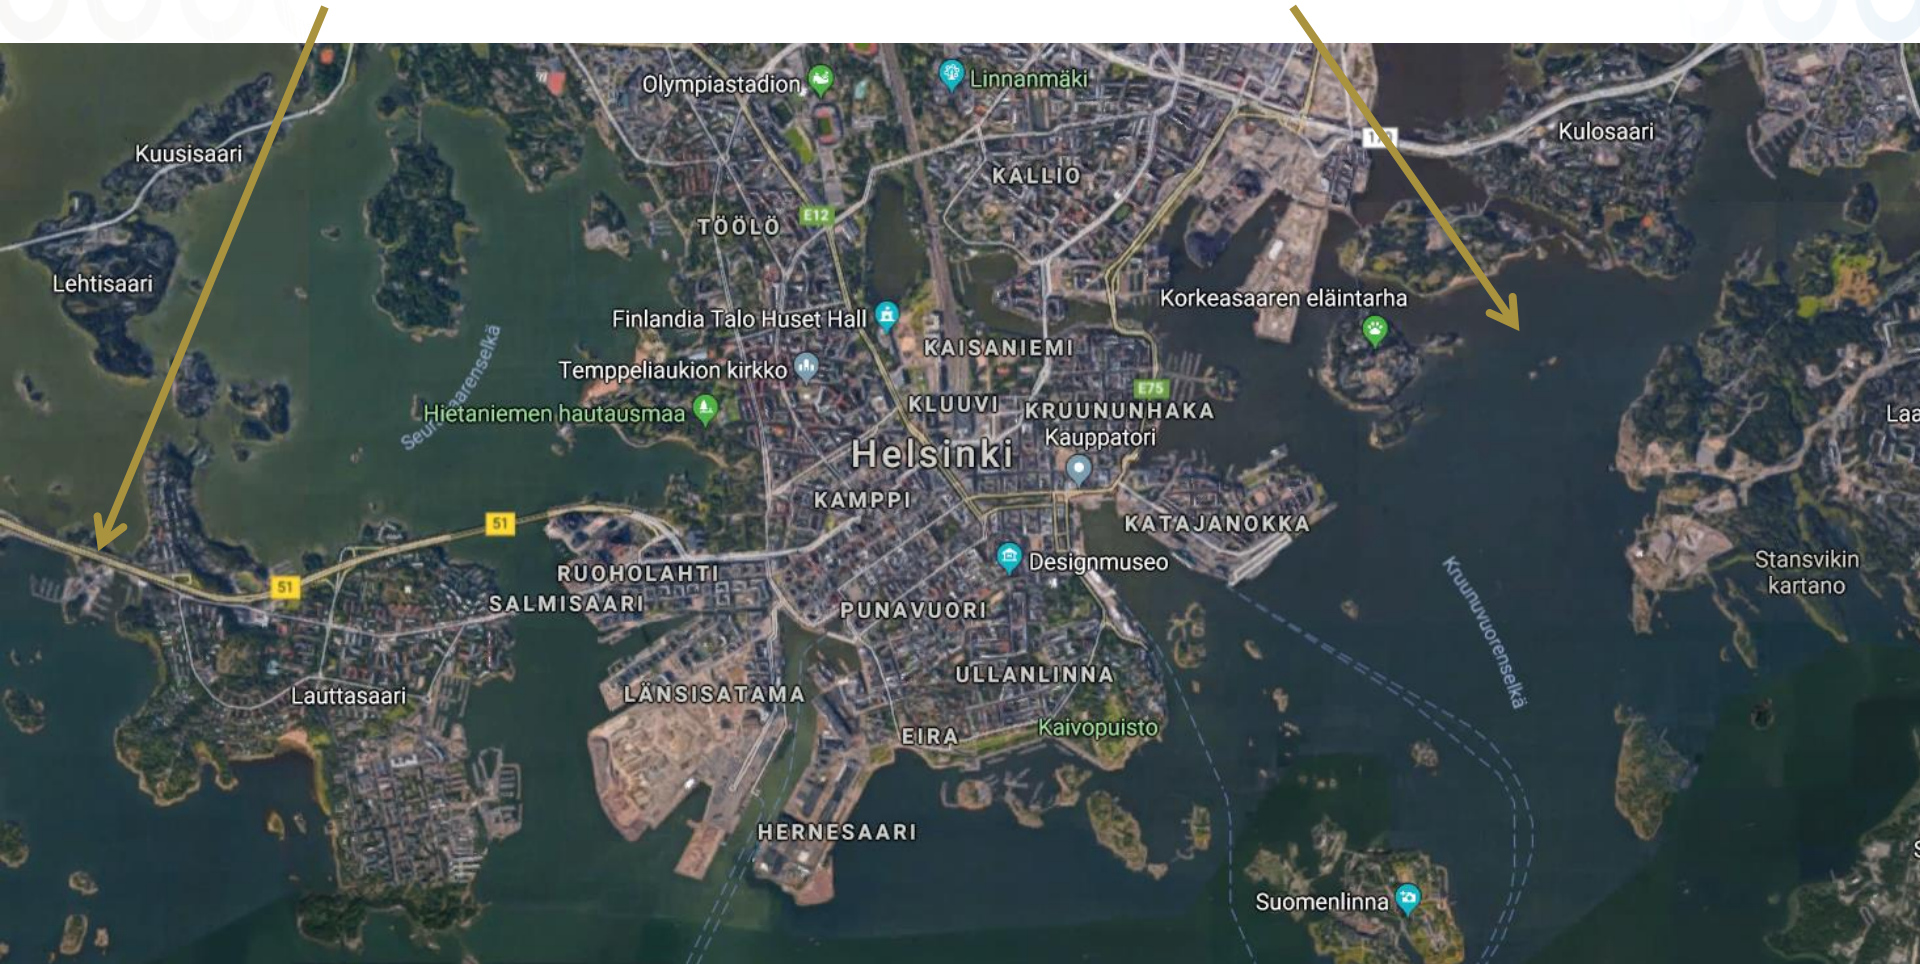 Olympiastadion
Linnanmäki
Kulosaari
Kuusisaari
KALLIO
E12
TÖÖLÖ
Lehtisaari
Korkeasaaren eläintarha
Finlandia Talo Huset Hall
KAISANIEMI
Temppeliaukion kirkko
E75
KLUUVI
KRUUNUNHAKA
Hietaniemen hautausmaa
Laa
Kauppatori
Helsinki
KAMPPI
51
KATAJANOKKA
Designmuseo
Stansvikin
kartano
RUOHOLAHTI
51
SALMISAARI
PUNAVUORI
Kruunuvuorenselkä
ULLANLINNA
Lauttasaari
LÄNSISATAMA
Kaivopuisto
EIRA
HERNESAARI
Suomenlinna